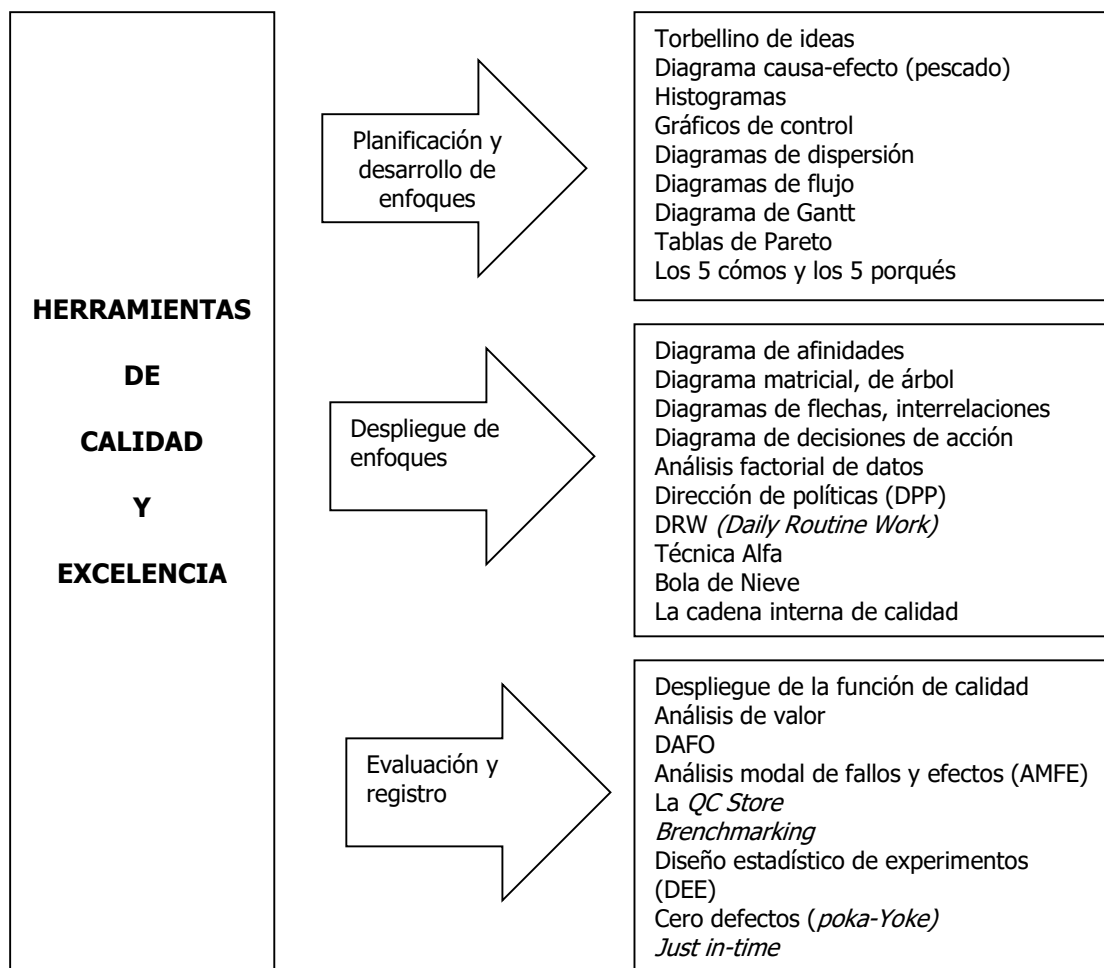 HERRAMIENTAS
DE
CALIDAD
Y
EXCELENCIA
Planificación y
desarrollo de
enfoques
Torbellino de ideas
Diagrama causa-efecto (pescado)
Histogramas
Gráficos de control
Diagramas de dispersión
Diagramas de flujo
Diagrama de Gantt
Tablas de Pareto
Los 5 cómos y los 5 porqués
Despliegue de
enfoques
Diagrama de afinidades
Diagrama matricial, de árbol
Diagramas de flechas, interrelaciones
Diagrama de decisiones de acción
Análisis factorial de datos
Dirección de políticas (DPP)
DRW (Daily Routine Work)
Técnica Alfa
Bola de Nieve
La cadena interna de calidad
Evaluación y
registro
Despliegue de la función de calidad
Análisis de valor
DAFO
Análisis modal de fallos y efectos (AMFE)
La QC Store
Brenchmarking
Diseño estadístico de experimentos
(DEE)
Cero defectos (poka-Yoke)
Just in-time